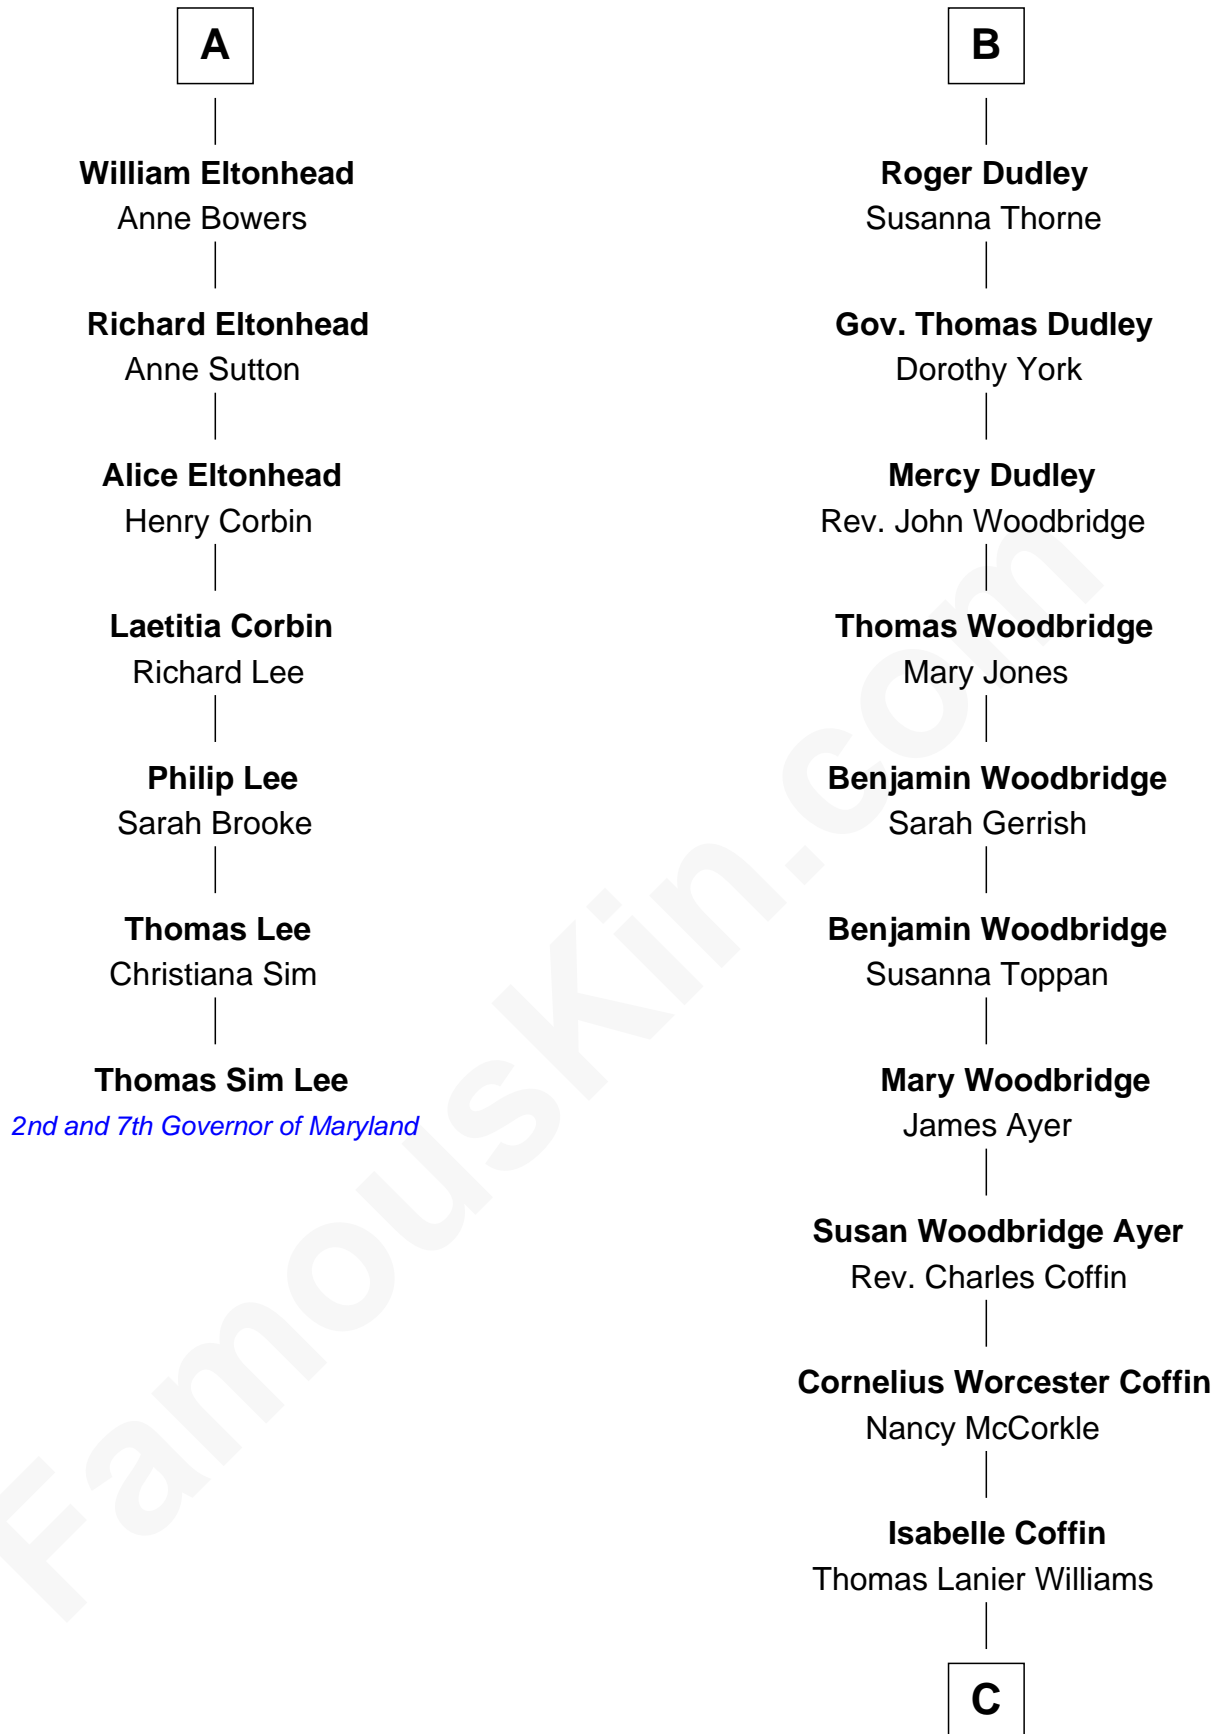 A
William Eltonhead
Anne Bowers
Richard Eltonhead
Anne Sutton
Alice Eltonhead
Henry Corbin
Laetitia Corbin
Richard Lee
Philip Lee
Sarah Brooke
Thomas Lee
Christiana Sim
Thomas Sim Lee
2nd and 7th Governor of Maryland
B
Roger Dudley
Susanna Thorne
Gov. Thomas Dudley
Dorothy York
Mercy Dudley
Rev. John Woodbridge
Thomas Woodbridge
Mary Jones
Benjamin Woodbridge
Sarah Gerrish
Benjamin Woodbridge
Susanna Toppan
Mary Woodbridge
James Ayer
Susan Woodbridge Ayer
Rev. Charles Coffin
Cornelius Worcester Coffin
Nancy McCorkle
Isabelle Coffin
Thomas Lanier Williams
C
FamousKin.com